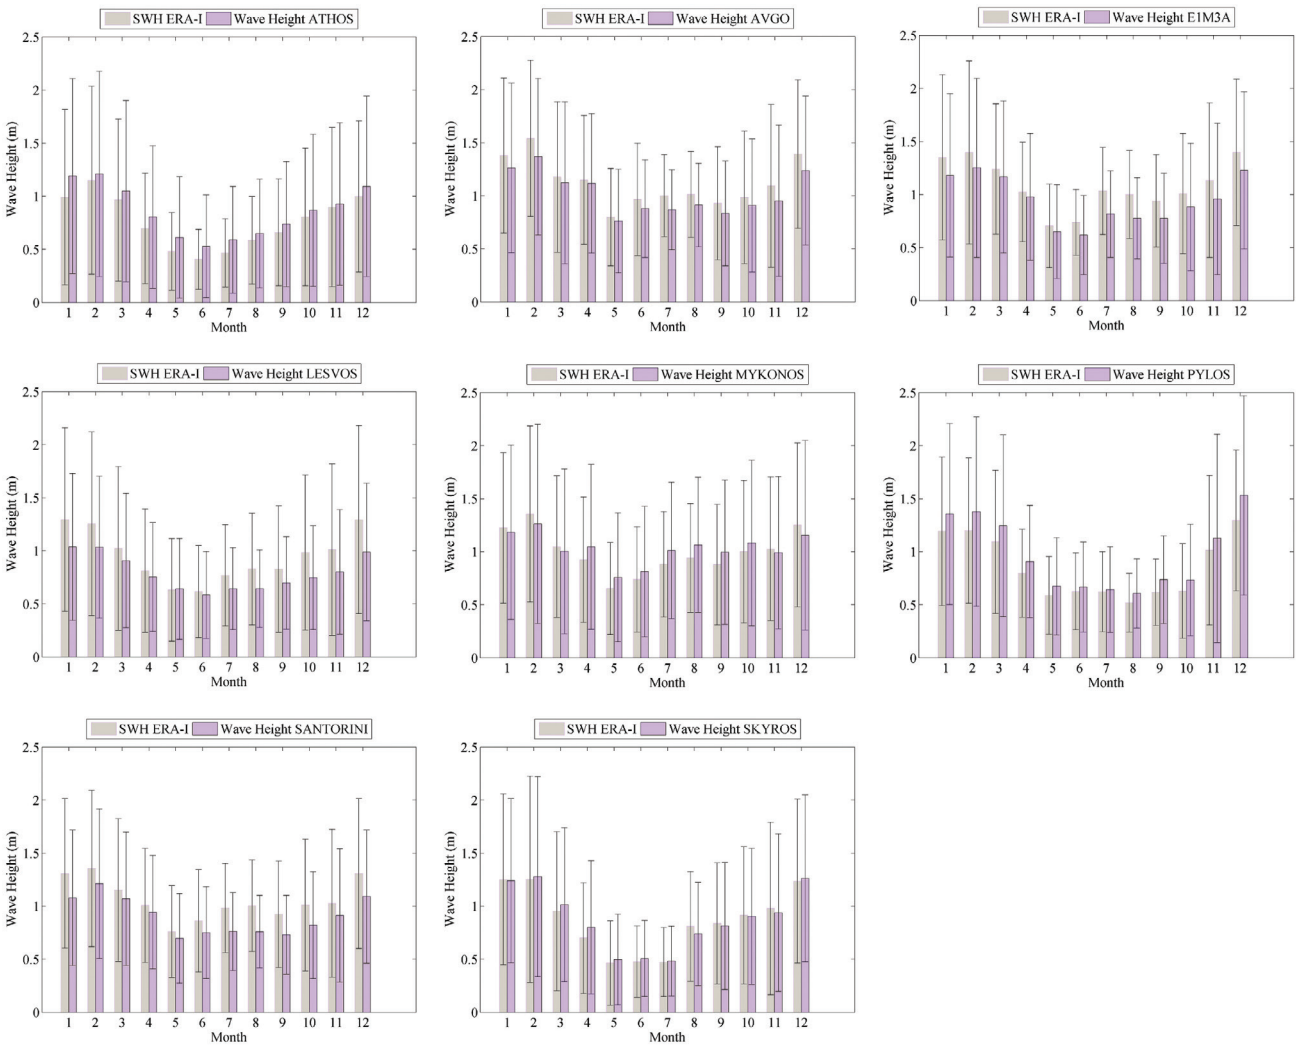 SWH ERA-I Wave Height ATHOS
2.5
2
1.5
1
0.5
0
Wave Height (m)
1 2 3 4 5 6 7 8 9 10 11 12
Month
SWH ERA-I Wave Height AVGO
2.5
2
1.5
1
0.5
0
Wave Height (m)
1 2 3 4 5 6 7 8 9 10 11 12
Month
SWH ERA-I Wave Height E1M3A
2.5
2
1.5
1
0.5
0
Wave Height (m)
1 2 3 4 5 6 7 8 9 10 11 12
Month
SWH ERA-I Wave Height LESVOS
2.5
2
1.5
1
0.5
0
Wave Height (m)
1 2 3 4 5 6 7 8 9 10 11 12
Month
SWH ERA-I Wave Height MYKONOS
2.5
2
1.5
1
0.5
0
Wave Height (m)
1 2 3 4 5 6 7 8 9 10 11 12
Month
SWH ERA-I Wave Height PYLOS
2.5
2
1.5
1
0.5
0
Wave Height (m)
1 2 3 4 5 6 7 8 9 10 11 12
Month
SWH ERA-I Wave Height SANTORINI
2.5
2
1.5
1
0.5
0
Wave Height (m)
1 2 3 4 5 6 7 8 9 10 11 12
Month
SWH ERA-I Wave Height SKYROS
2.5
2
1.5
1
0.5
0
Wave Height (m)
1 2 3 4 5 6 7 8 9 10 11 12
Month